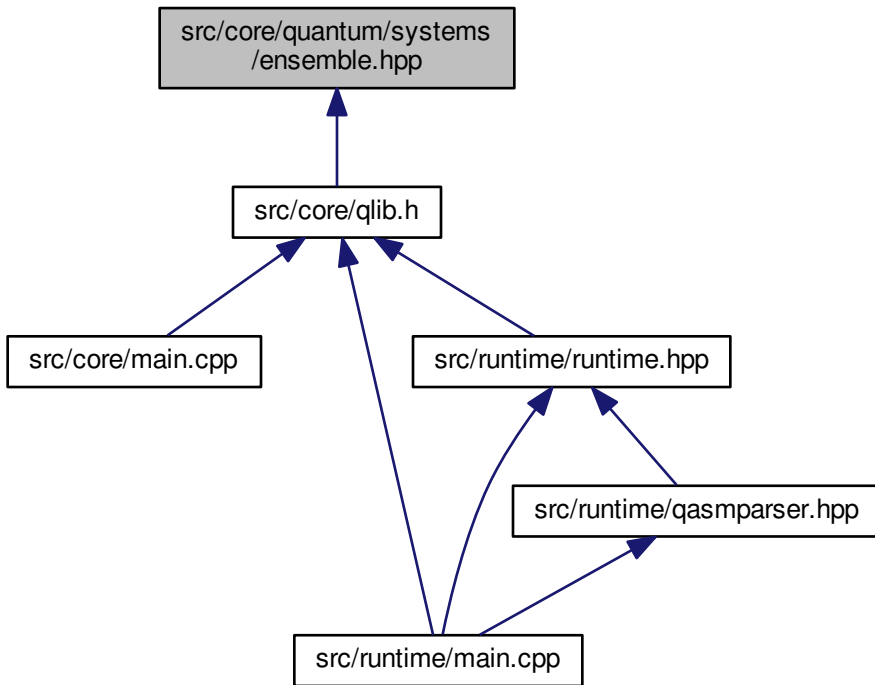 src/core/quantum/systems
/ensemble.hpp
src/core/qlib.h
src/core/main.cpp
src/runtime/runtime.hpp
src/runtime/qasmparser.hpp
src/runtime/main.cpp